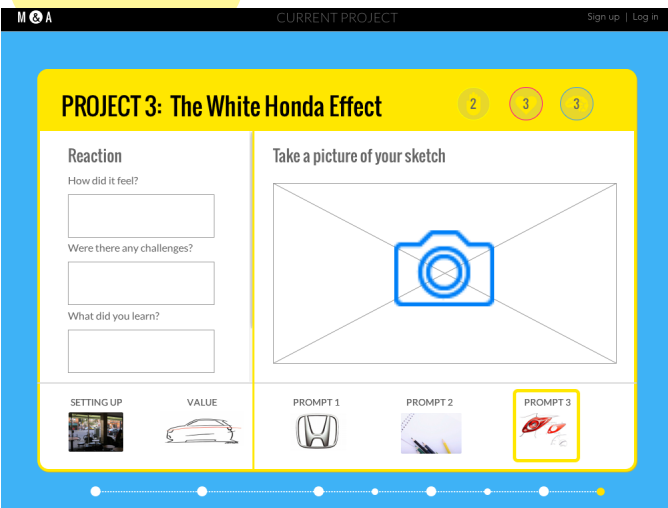 M & A
CURRENT PROJECT
Sign up | Log in
PROJECT 3: The White Honda Effect
2
3
3
Reaction
How did it feel?
Were there any challenges?
What did you learn?
Take a picture of your sketch
SETTING UP
VALUE
PROMPT 1
PROMPT 2
PROMPT 3